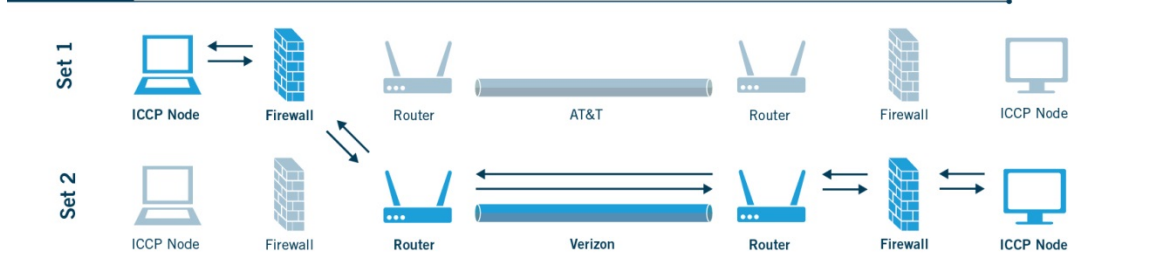 Set 1
ICCP Node Firewall Router AT&T Router Firewall ICCP Node
Set 2
ICCP Node Firewall Router Verizon Router Firewall ICCP Node